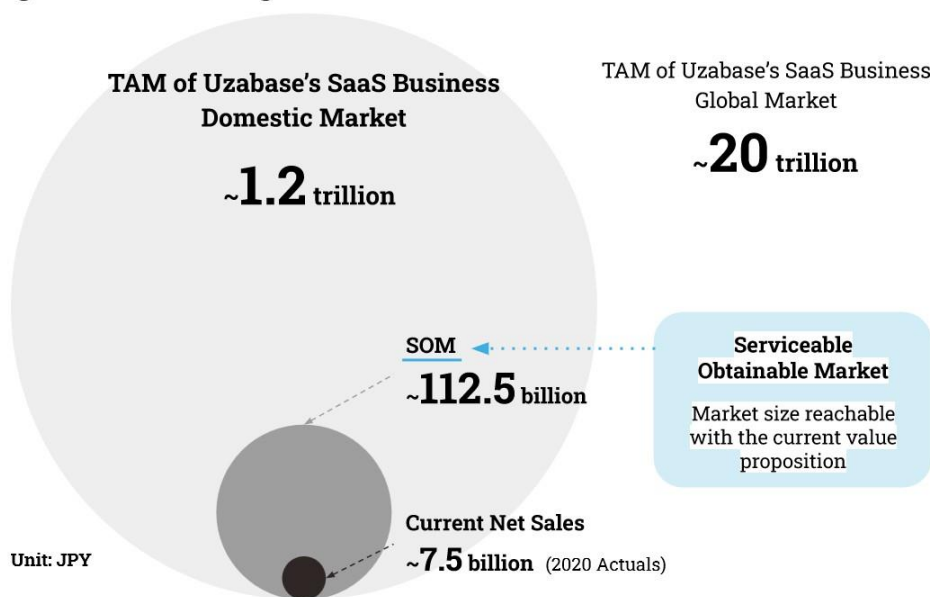 TAM of Uzabase's SaaS Business
Domestic Market
~1.2 trillion
TAM of Uzabase's SaaS Business
Global Market
~20 trillion
SOM
~112.5 billion
Serviceable
Obtainable Market
Market size reachable
with the current value
proposition
Current Net Sales
~7.5 billion (2020 Actuals)
Unit: JPY